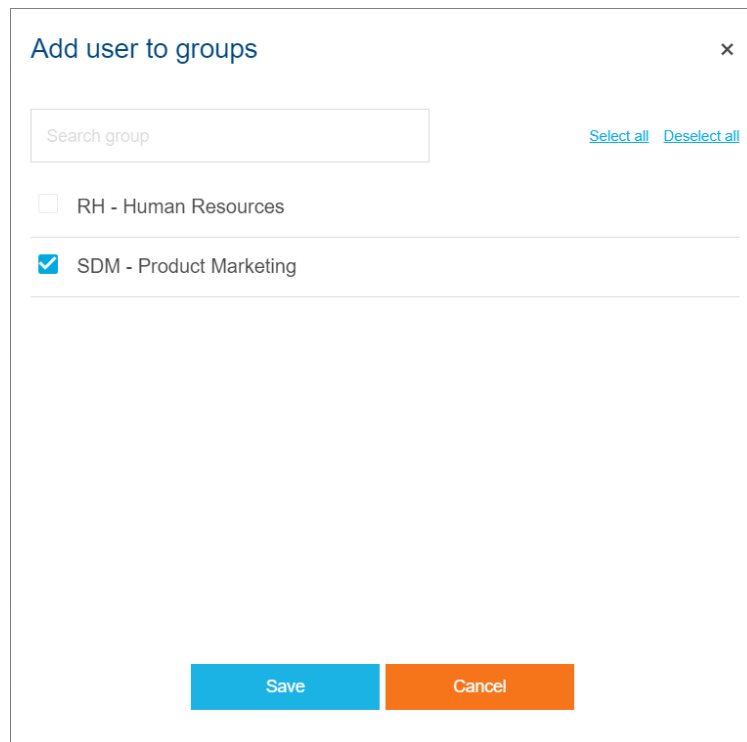 Add user to groups
Search group
Select all Deselect all
RH - Human Resources
SDM - Product Marketing
Save Cancel